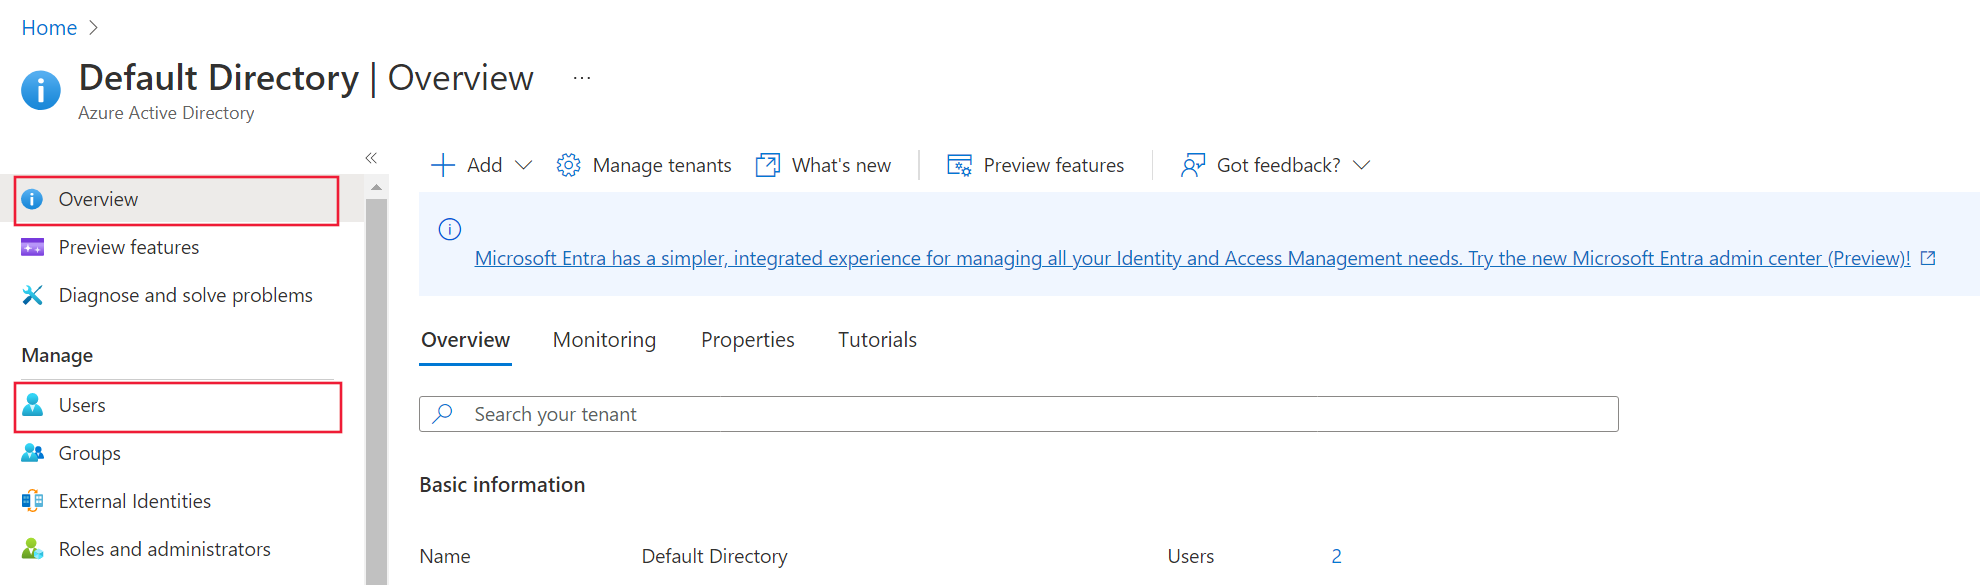 Home
Default Directory | Overview ...
Azure Active Directory
Overview
Preview features
Diagnose and solve problems
Manage
Users
Groups
External Identities
Roles and administrators
Add Manage tenants What's new Preview features Got feedback?
Microsoft Entra has a simpler, integrated experience for managing all your Identity and Access Management needs. Try the new Microsoft Entra admin center (Preview)!
Overview Monitoring Properties Tutorials
Search your tenant
Basic information
Name Default Directory Users 2